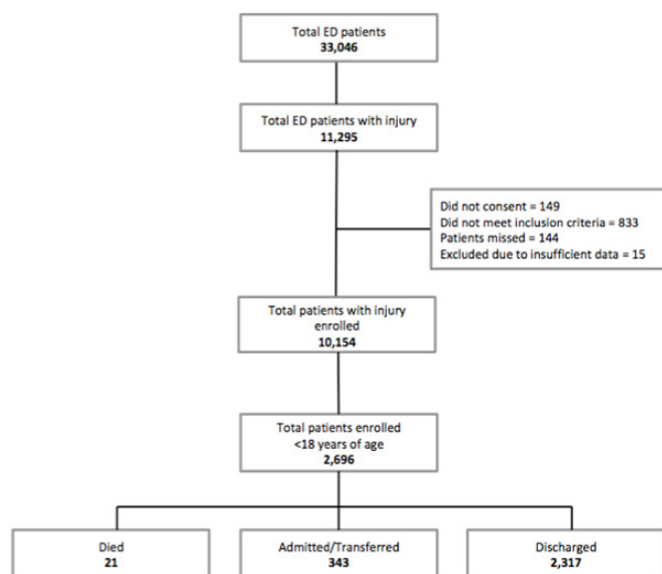 Total ED patients
33,046
Total ED patients with injury
11,295
Did not consent = 149
Did not meet inclusion criteria = 833
Patients missed = 144
Excluded due to insufficient data = 15
Total patients with injury
enrolled
10,154
Total patients enrolled
<18 years of age
2,696
Died
21
Admitted/Transferred
343
Discharged
2,317